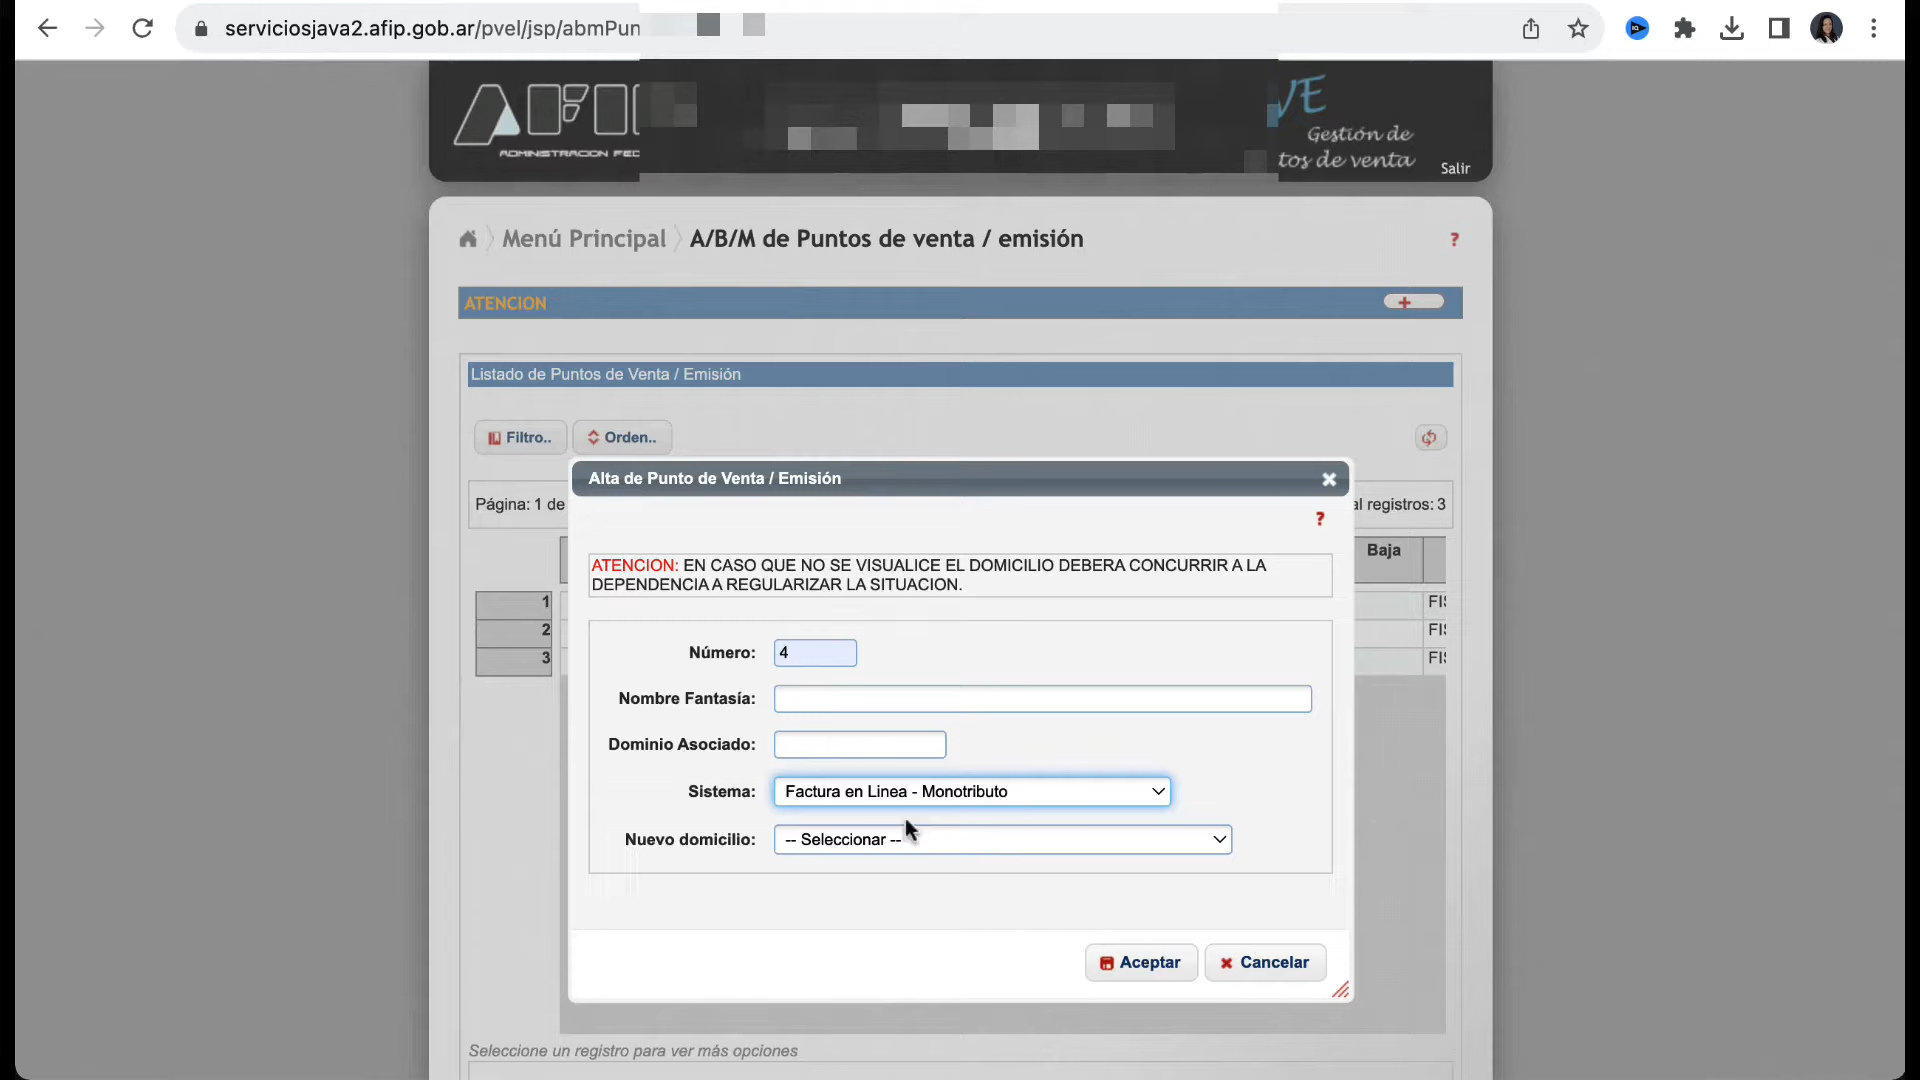 serviciosjava2.afip.gob.ar/pvel/jsp/abmPun
AFI
ADMINISTRACION FED
VE
Gestión de
tos de venta
Salir
Menú Principal
A/B/M de Puntos de venta / emisión
?
ATENCION
Listado de Puntos de Venta / Emisión
Filtro..
Orden..
Página: 1 de
al registros: 3
Baja
1
2
3
Alta de Punto de Venta / Emisión
?
ATENCION: EN CASO QUE NO SE VISUALICE EL DOMICILIO DEBERA CONCURRIR A LA
DEPENDENCIA A REGULARIZAR LA SITUACION.
Número: 4
Nombre Fantasía:
Dominio Asociado:
Sistema: Factura en Linea - Monotributo
Nuevo domicilio: -- Seleccionar --
Aceptar
Cancelar
Seleccione un registro para ver más opciones